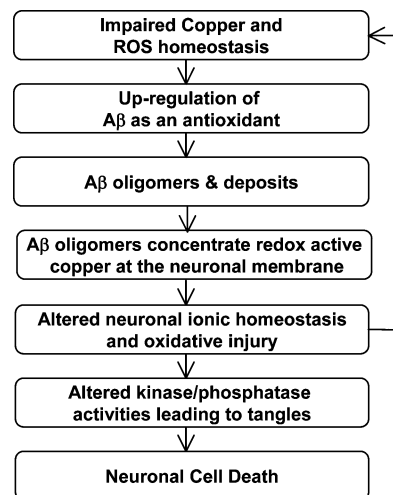 Impaired Copper and
ROS homeostasis
Up-regulation of
Aβ as an antioxidant
Aβ oligomers & deposits
Aβ oligomers concentrate redox active
copper at the neuronal membrane
Altered neuronal ionic homeostasis
and oxidative injury
Altered kinase/phosphatase
activities leading to tangles
Neuronal Cell Death